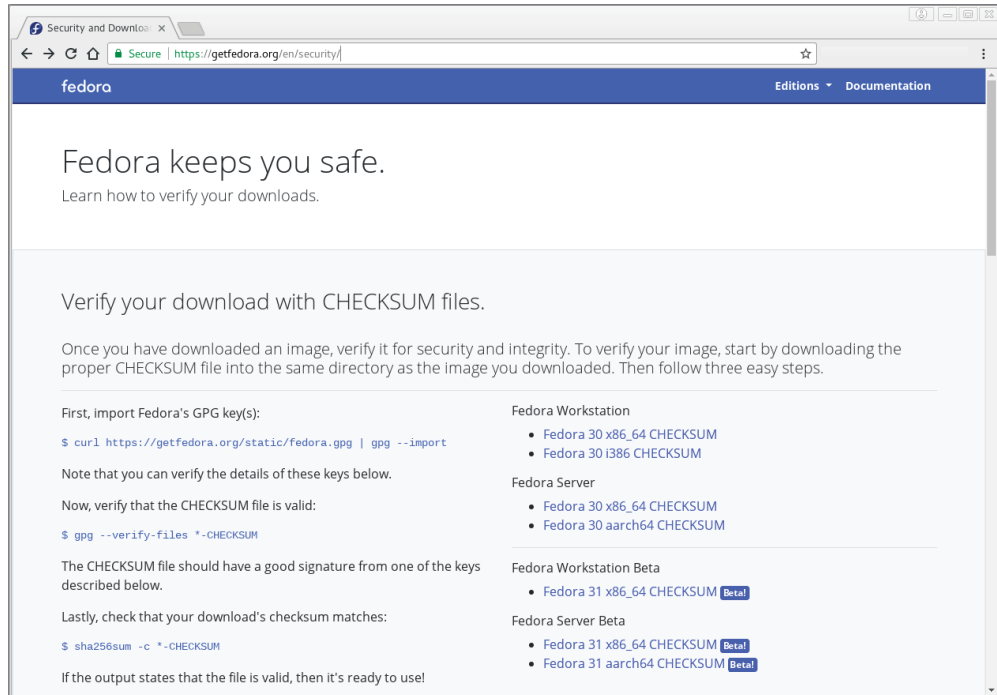 Security and Downloa
Secure | https://getfedora.org/en/security/
fedora
Editions
Documentation
Fedora keeps you safe.
Learn how to verify your downloads.
Verify your download with CHECKSUM files.
Once you have downloaded an image, verify it for security and integrity. To verify your image, start by downloading the
proper CHECKSUM file into the same directory as the image you downloaded. Then follow three easy steps.
First, import Fedora's GPG key(s):
$ curl https://getfedora.org/static/fedora.gpg | gpg --import
Note that you can verify the details of these keys below.
Now, verify that the CHECKSUM file is valid:
$ gpg --verify-files *-CHECKSUM
The CHECKSUM file should have a good signature from one of the keys
described below.
Lastly, check that your download's checksum matches:
$ sha256sum -c *-CHECKSUM
If the output states that the file is valid, then it's ready to use!
Fedora Workstation
Fedora 30 x86_64 CHECKSUM
Fedora 30 i386 CHECKSUM
Fedora Server
Fedora 30 x86_64 CHECKSUM
Fedora 30 aarch64 CHECKSUM
Fedora Workstation Beta
Fedora 31 x86_64 CHECKSUM Beta!
Fedora Server Beta
Fedora 31 x86_64 CHECKSUM Beta!
Fedora 31 aarch64 CHECKSUM Beta!